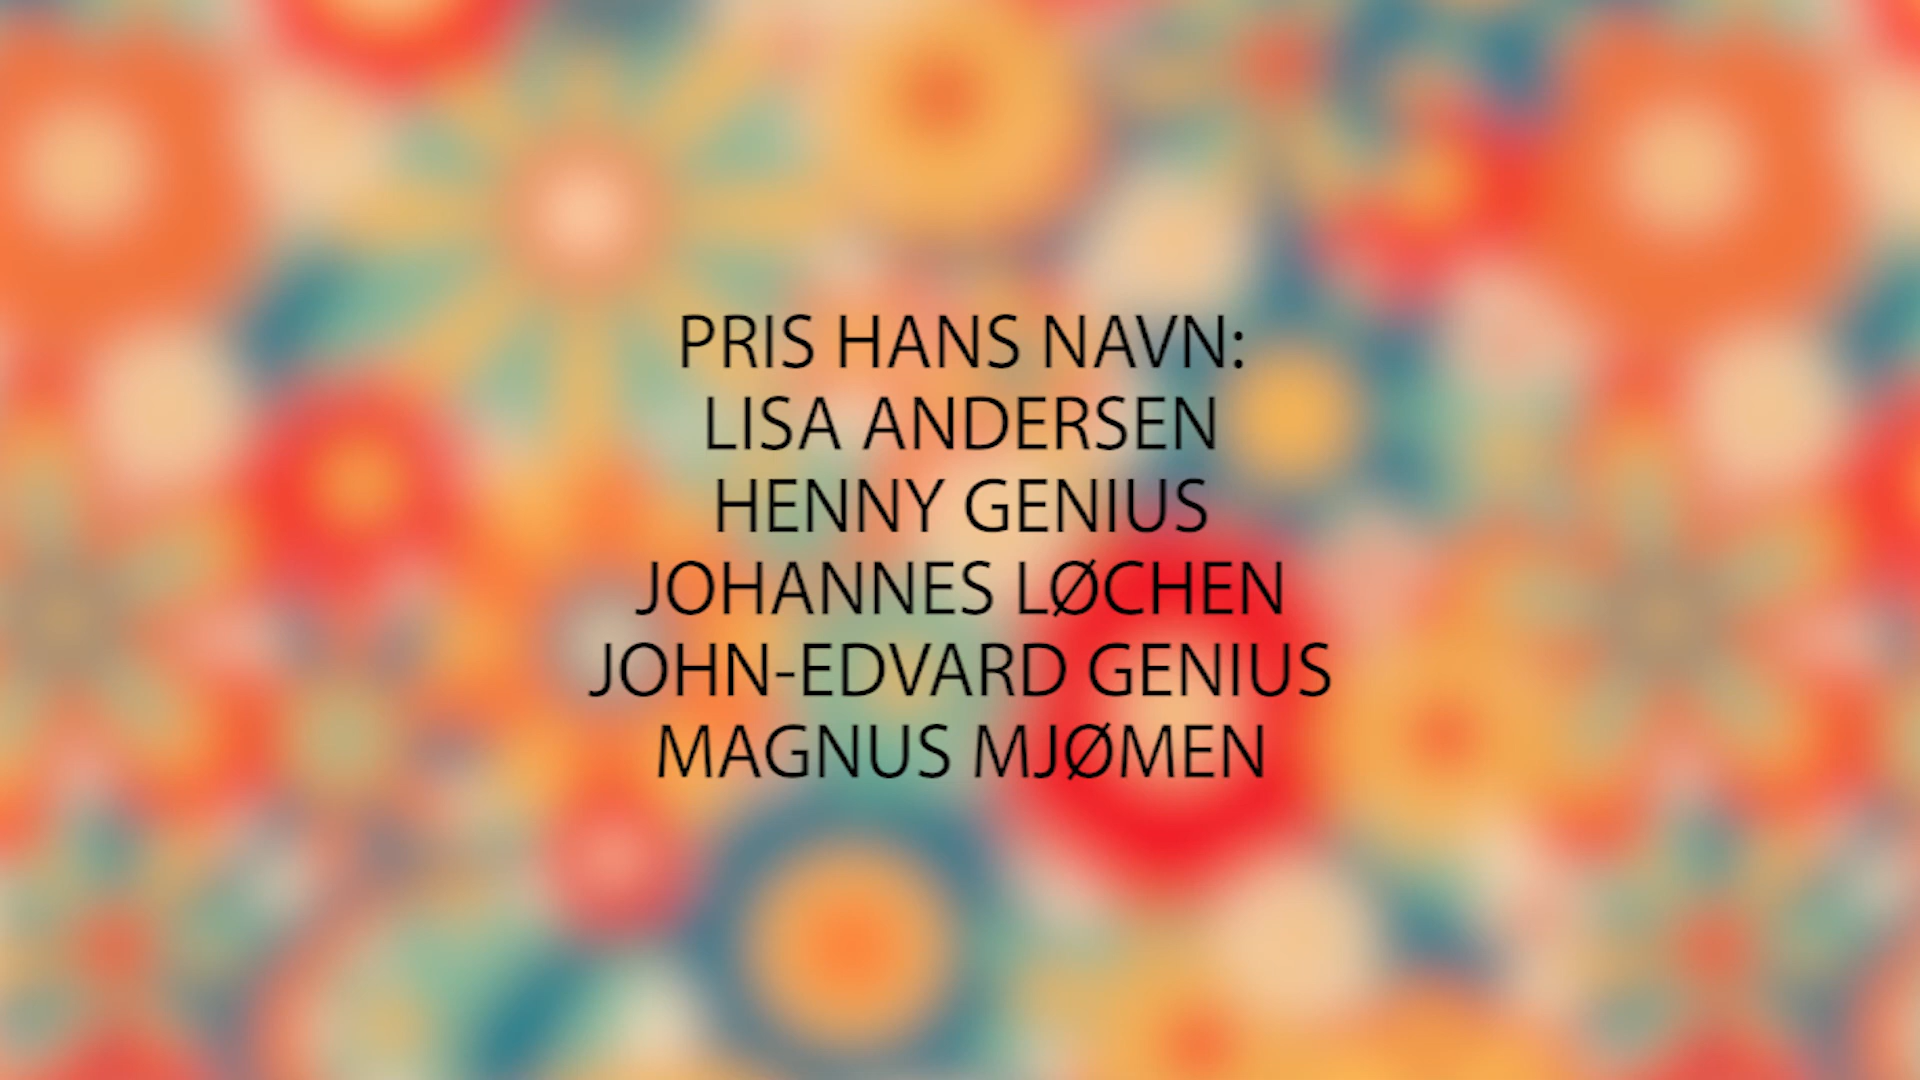 PRIS HANS NAVN:
LISA ANDERSEN
HENNY GENIUS
JOHANNES LØCHEN
JOHN-EDVARD GENIUS
MAGNUS MJØMEN